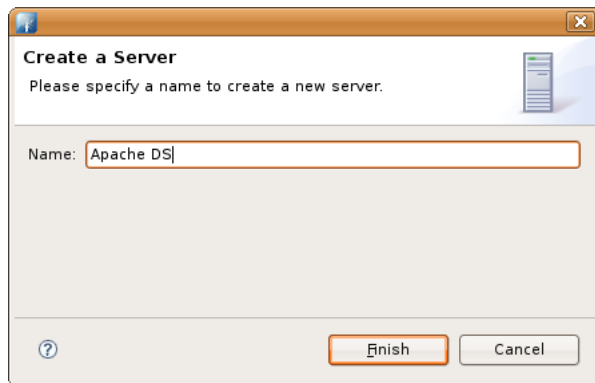 Create a Server
Please specify a name to create a new server.
Name: Apache DS
Finish Cancel